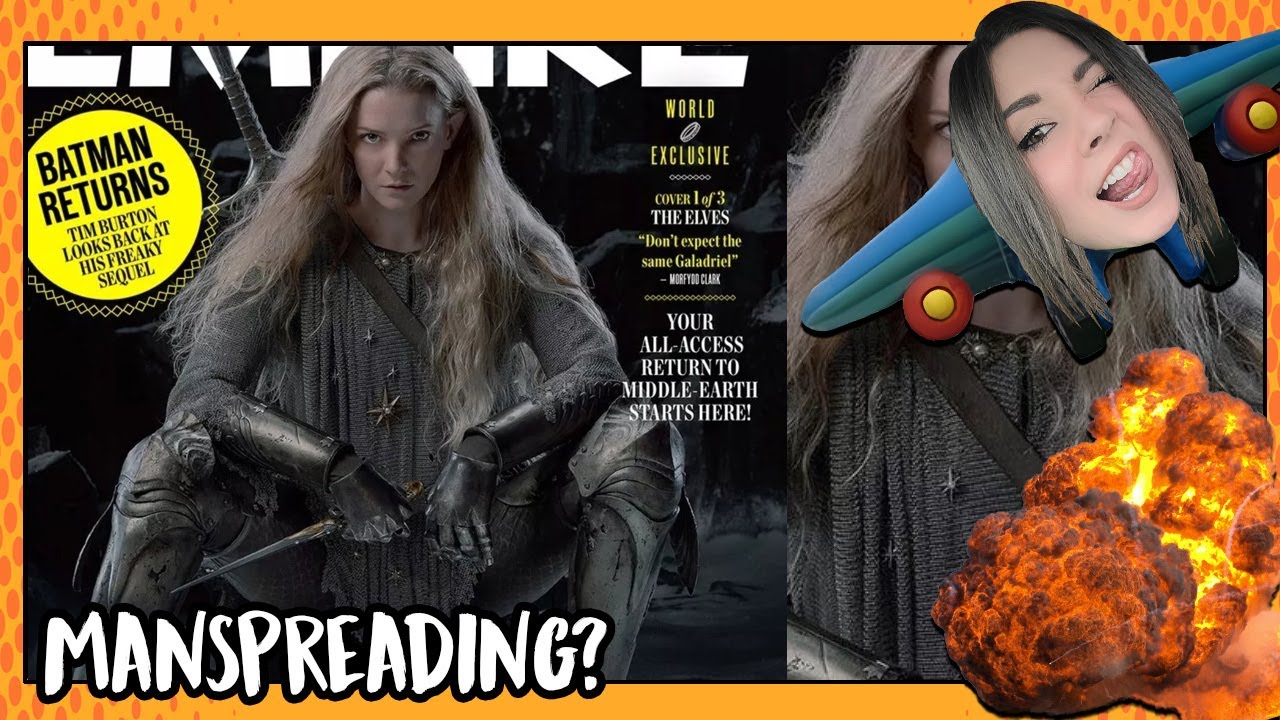 EMPIRE
BATMAN
RETURNS
TIM BURTON
LOOKS BACK AT
HIS FREAKY
SEQUEL
WORLD
EXCLUSIVE
COVER 1 of 3
THE ELVES
“Don’t expect the
same Galadriel”
– MORFYDD CLARK
YOUR
ALL-ACCESS
RETURN TO
MIDDLE-EARTH
STARTS HERE!
MANSPREADING?